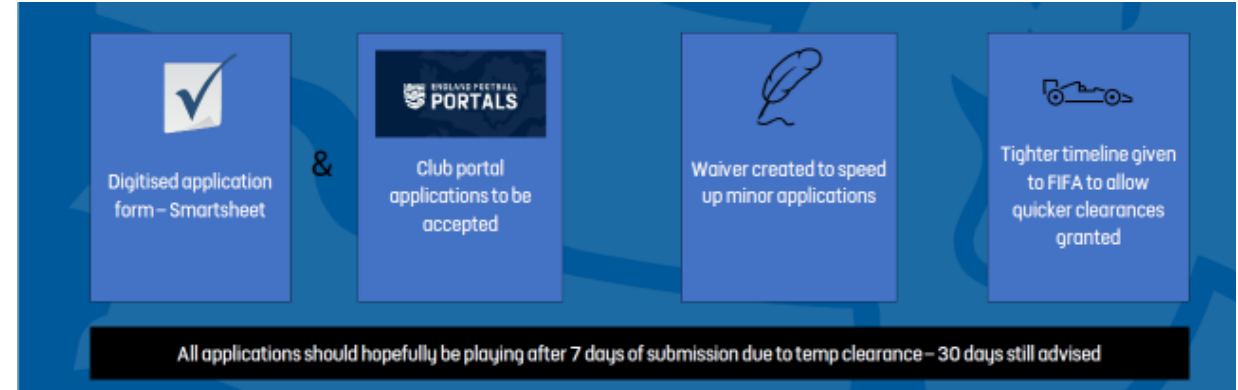 Digitised application
form – Smartsheet
&
ENGLAND FOOTBALL
PORTALS
Club portal
applications to be
accepted
Waiver created to speed
up minor applications
Tighter timeline given
to FIFA to allow
quicker clearances
granted
All applications should hopefully be playing after 7 days of submission due to temp clearance – 30 days still advised